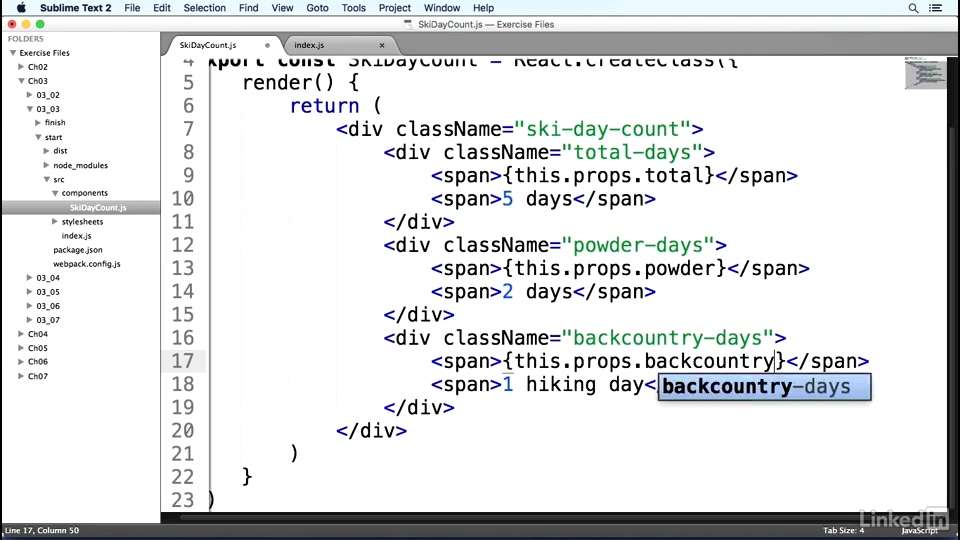 Sublime Text 2 File Edit Selection Find View Goto Tools Project Window Help
SkiDayCount.js — Exercise Files
FOLDERS
Exercise Files
Ch02
Ch03
03_02
03_03
finish
start
dist
node_modules
src
components
SkiDayCount.js
stylesheets
index.js
package.json
webpack.config.js
03_04
03_05
03_06
03_07
Ch04
Ch05
Ch06
Ch07
SkiDayCount.js
index.js
4 xport const SkiDayCount = React.createClass({
5 render() {
6 return (
7 <div className="ski-day-count">
8 <div className="total-days">
9 <span>{this.props.total}</span>
10 <span>5 days</span>
11 </div>
12 <div className="powder-days">
13 <span>{this.props.powder}</span>
14 <span>2 days</span>
15 </div>
16 <div className="backcountry-days">
17 <span>{this.props.backcountry}</span>
18 <span>1 hiking day<
backcountry-days
19 </div>
20 </div>
21 )
22 }
23 )
Line 17, Column 50
Tab Size: 4
JavaScript
LinkedIn